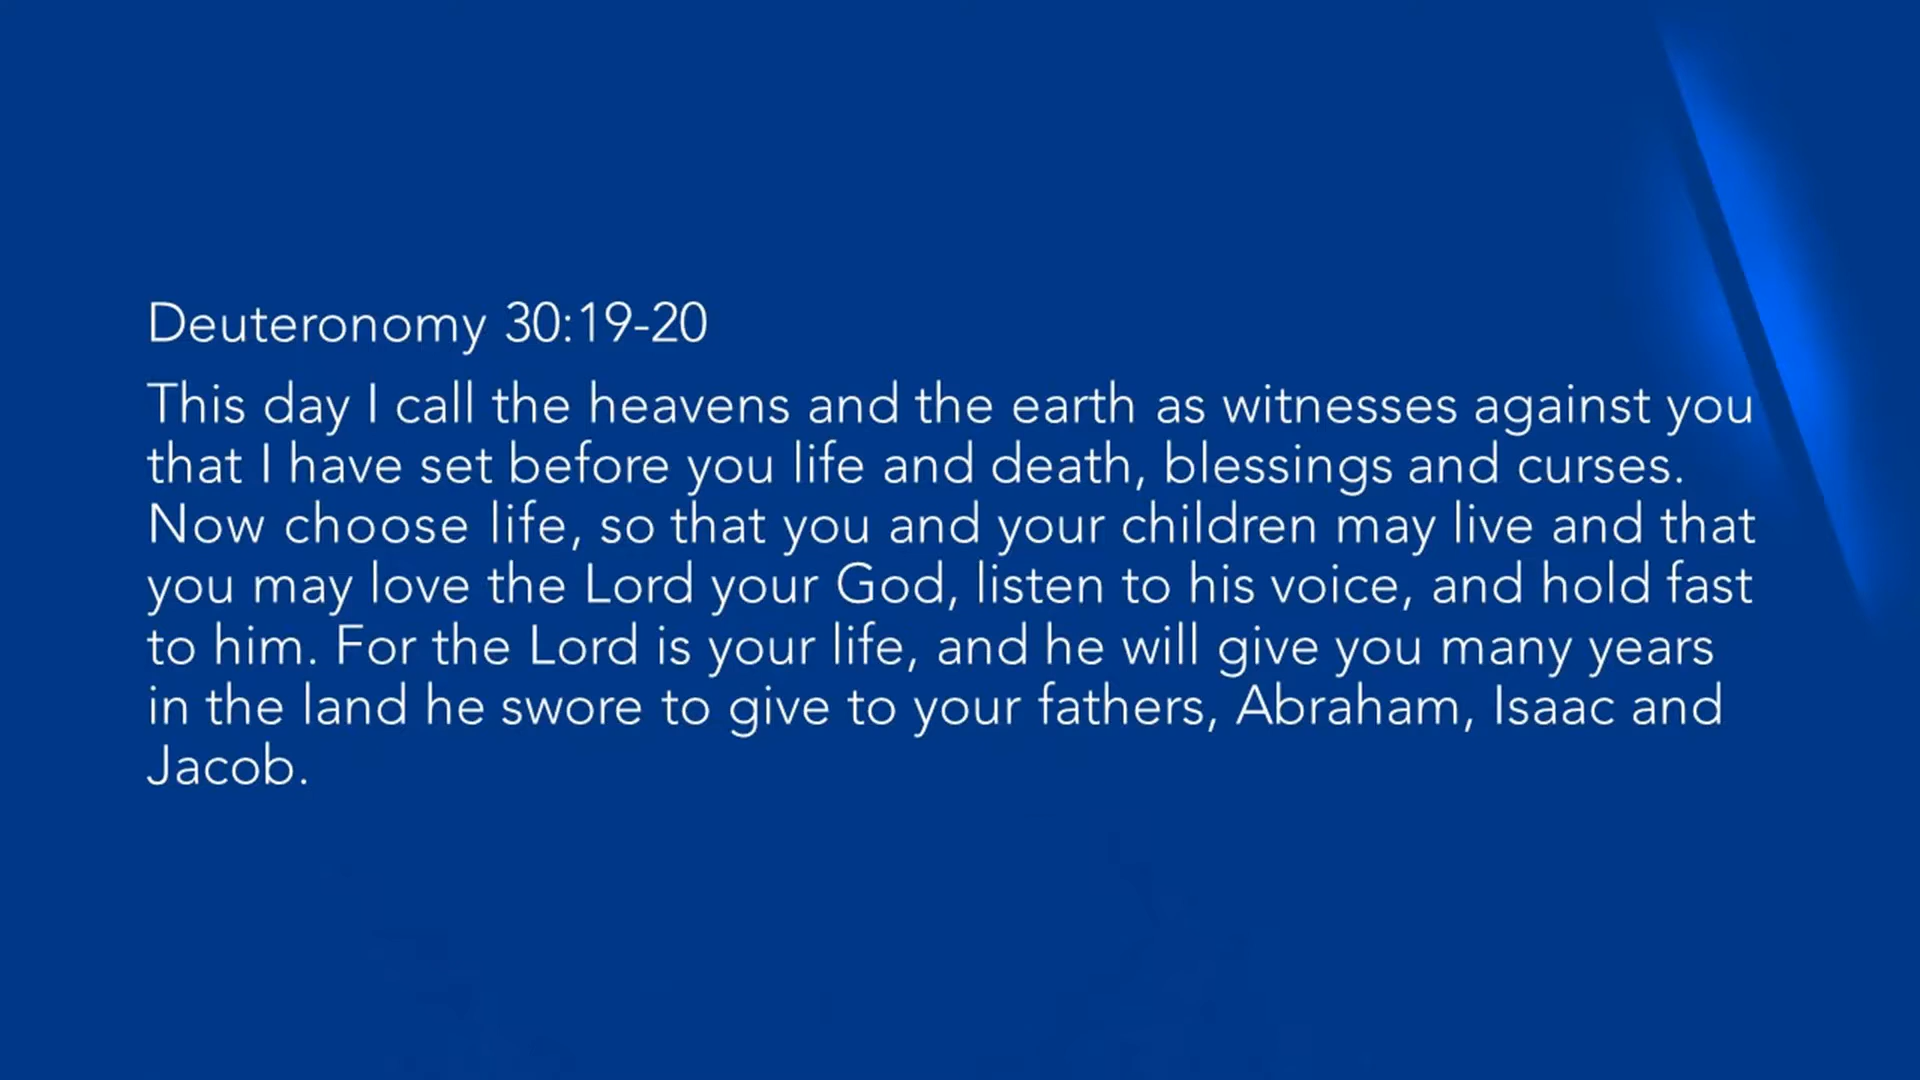 Deuteronomy 30:19-20
This day I call the heavens and the earth as witnesses against you
that I have set before you life and death, blessings and curses.
Now choose life, so that you and your children may live and that
you may love the Lord your God, listen to his voice, and hold fast
to him. For the Lord is your life, and he will give you many years
in the land he swore to give to your fathers, Abraham, Isaac and
Jacob.